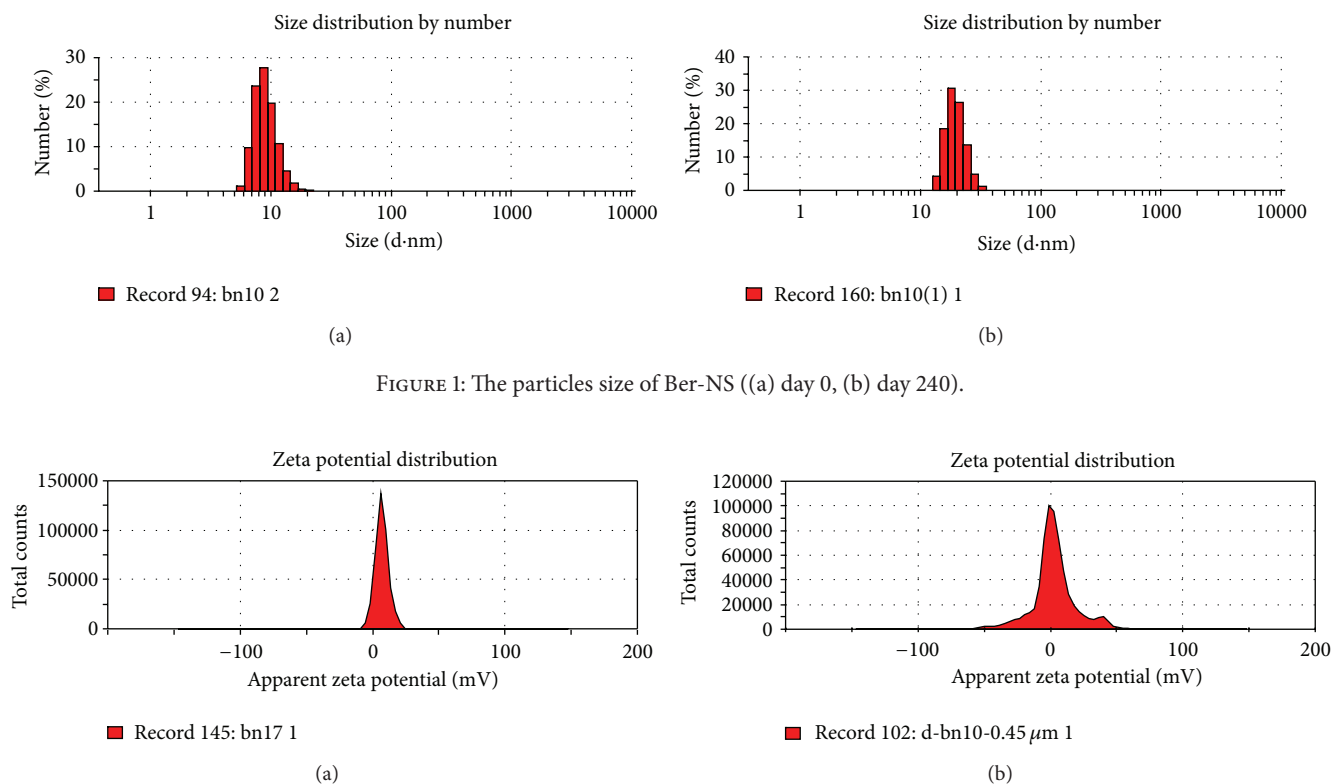 Size distribution by number
30
20
10
0
Number (%)
1 10 100 1000 10000
Size (d·nm)
Record 94: bn10 2
(a)
Size distribution by number
40
30
20
10
0
Number (%)
1 10 100 1000 10000
Size (d·nm)
Record 160: bn10(1) 1
(b)
FIGURE 1: The particles size of Ber-NS ((a) day 0, (b) day 240).
Zeta potential distribution
150000
100000
50000
0
Total counts
−100 0 100 200
Apparent zeta potential (mV)
Record 145: bn17 1
(a)
Zeta potential distribution
120000
100000
80000
60000
40000
20000
0
Total counts
−100 0 100 200
Apparent zeta potential (mV)
Record 102: d-bn10-0.45 μm 1
(b)